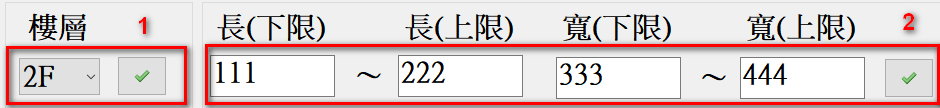 樓層 1 長(下限) 長(上限) 寬(下限) 寬(上限) 2
2F 111 ～ 222 333 ～ 444